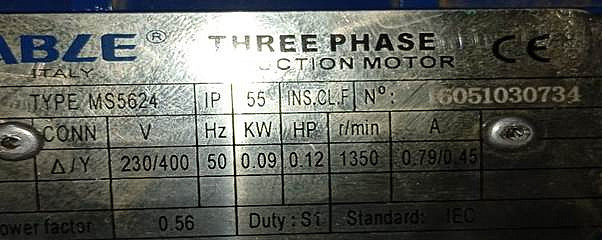 ABLE ® THREE PHASE CE
ITALY CTION MOTOR
TYPE MS5624 IP 55 INS.CL.F Nº: 16051030734
CONN V Hz KW HP r/min A
Δ/Y 230/400 50 0.09 0.12 1350 0.79/0.45
ower factor 0.56 Duty: S1 Standard: IEC